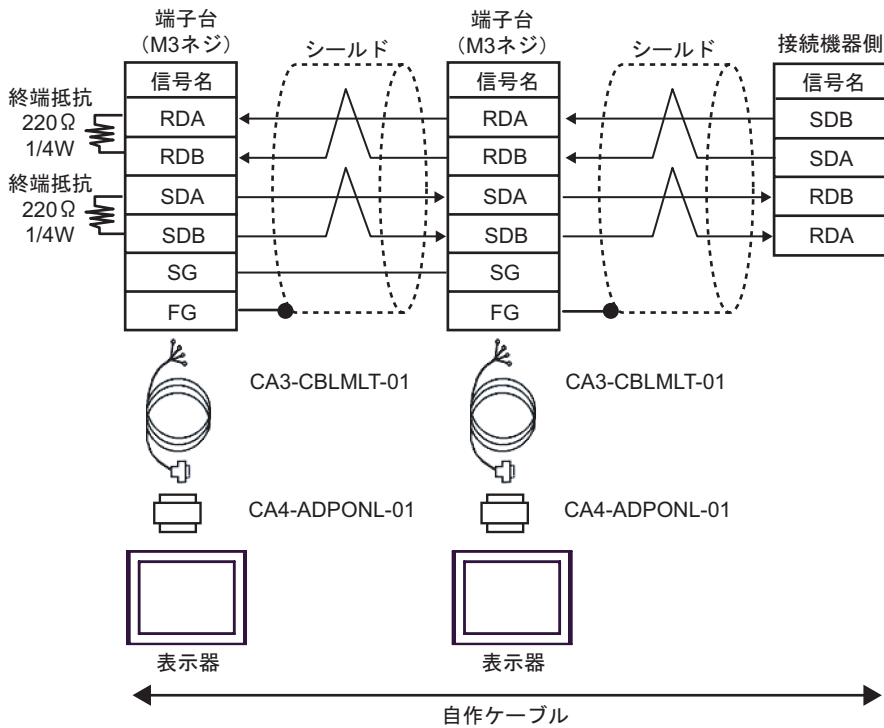 端子台
（M3ネジ）
シールド
端子台
（M3ネジ）
シールド
接続機器側
信号名
信号名
信号名
終端抵抗
220Ω
1/4W
RDA
RDA
SDB
RDB
RDB
SDA
終端抵抗
220Ω
1/4W
SDA
SDA
RDB
SDB
SDB
RDA
SG
SG
FG
FG
CA3-CBLMLT-01
CA3-CBLMLT-01
CA4-ADPONL-01
CA4-ADPONL-01
表示器
表示器
自作ケーブル